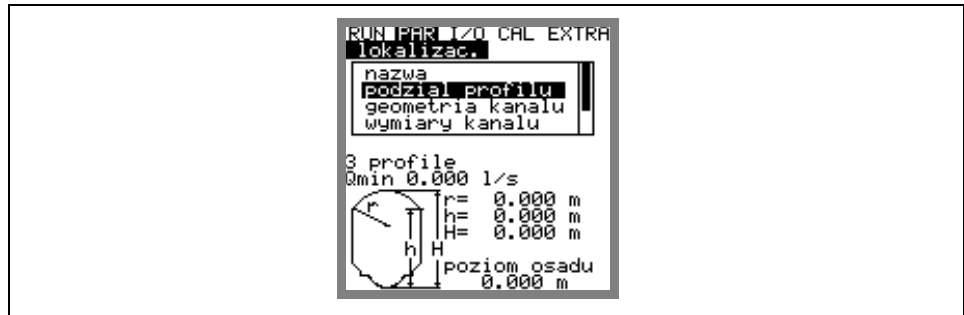 RUN PAR I/O CAL EXTRA
lokalizac.
nazwa
podzial profilu
geometria kanalu
wymiary kanalu
3 profile
Qmin 0.000 l/s
r r= 0.000 m
h= 0.000 m
H= 0.000 m
h H
poziom osadu
0.000 m